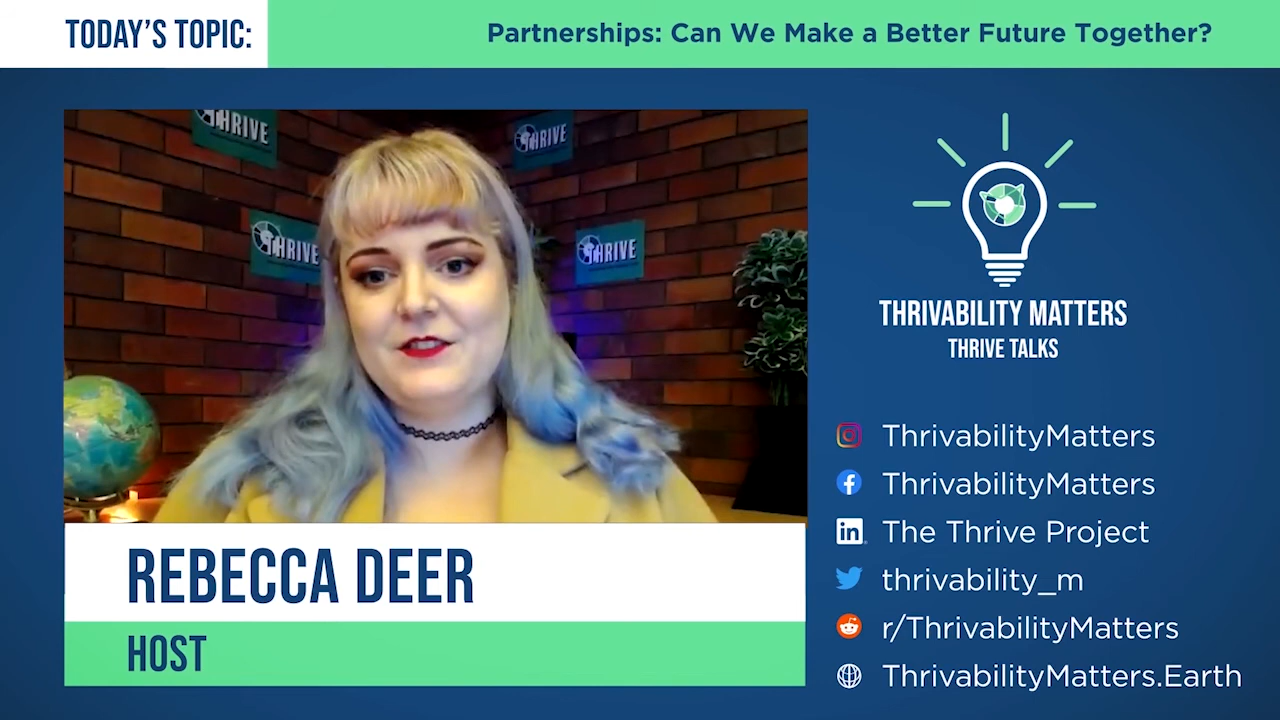 TODAY'S TOPIC:
Partnerships: Can We Make a Better Future Together?
THRIVE
THRIVE
THRIVE
THRIVE
THRIVABILITY MATTERS
THRIVE TALKS
ThrivabilityMatters
ThrivabilityMatters
in
The Thrive Project
thrivability_m
r/ThrivabilityMatters
ThrivabilityMatters.Earth
REBECCA DEER
HOST